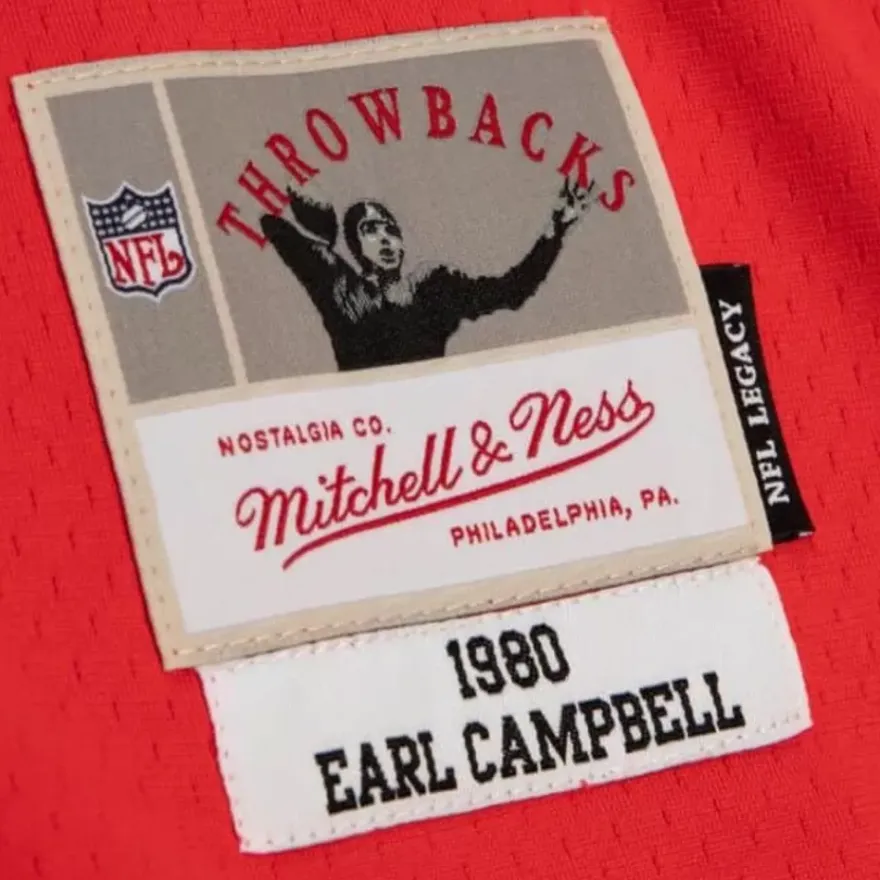 THROWBACKS
NFL
NOSTALGIA CO.
Mitchell & Ness
PHILADELPHIA, PA.
NFL LEGACY
1980
EARL CAMPBELL